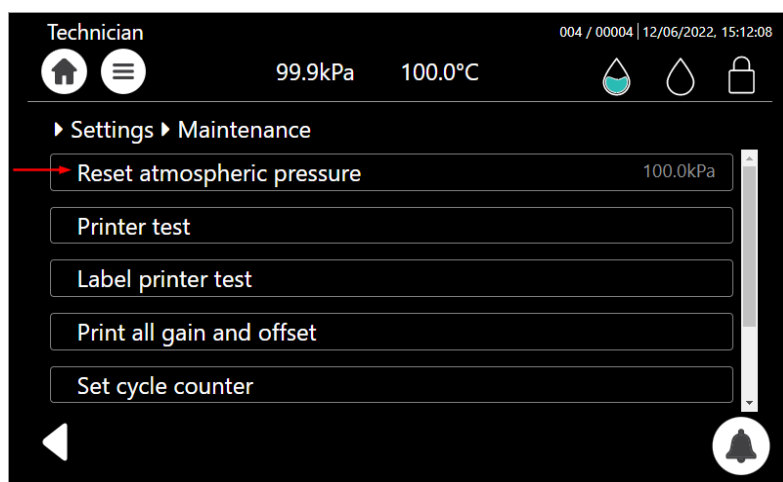 Technician
004 / 00004 | 12/06/2022, 15:12:08
99.9kPa 100.0°C
Settings Maintenance
Reset atmospheric pressure 100.0kPa
Printer test
Label printer test
Print all gain and offset
Set cycle counter